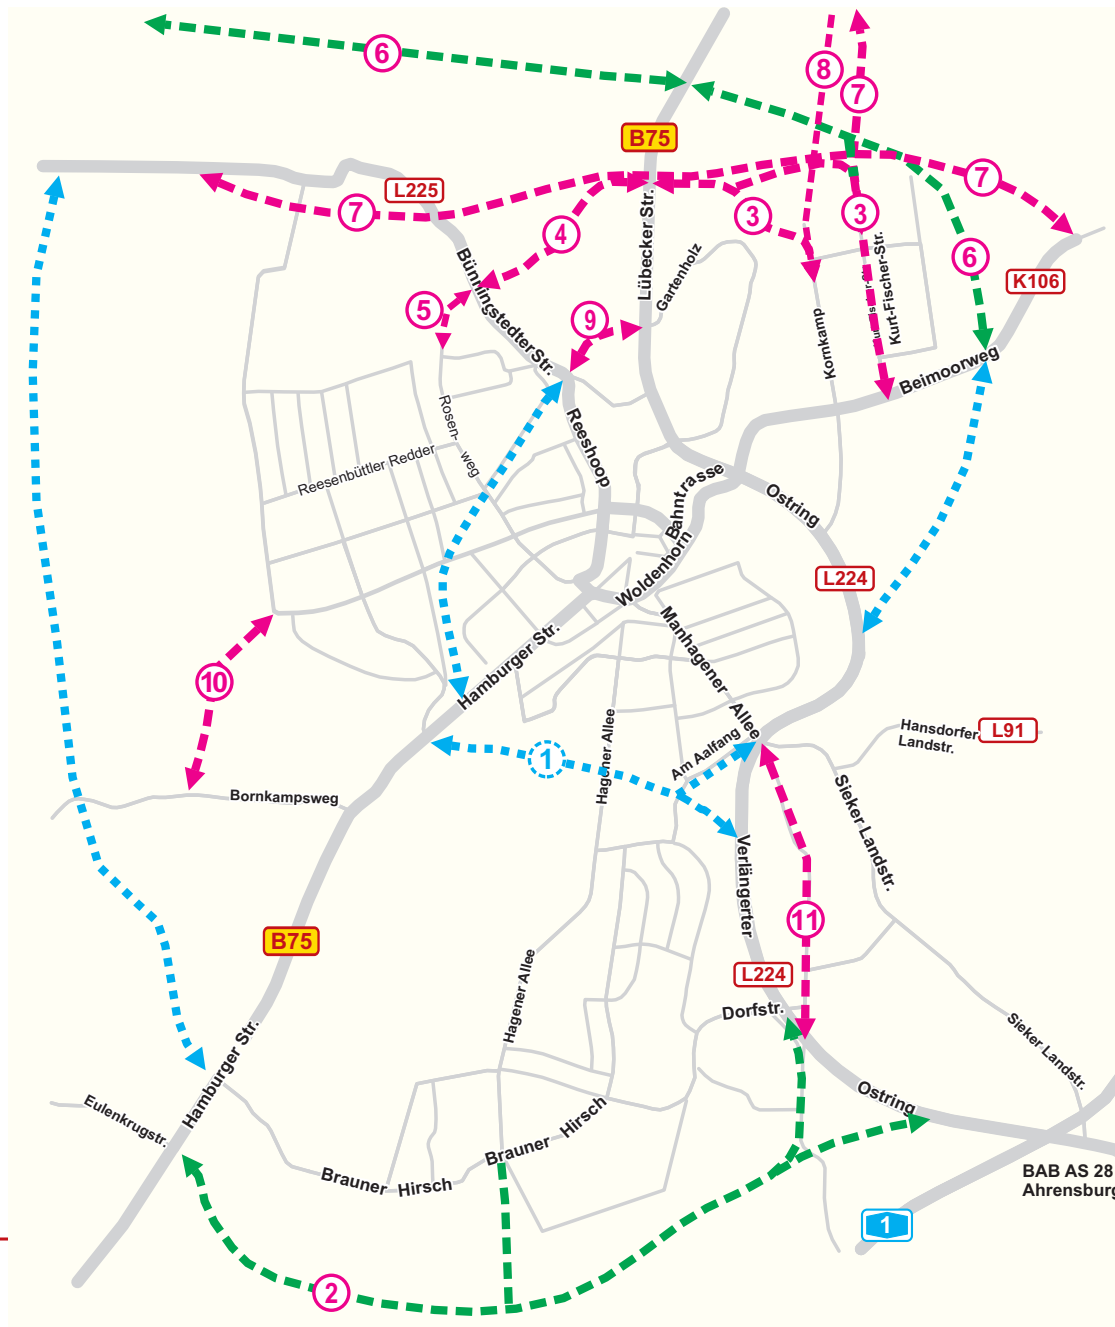 6
8
7
B75
7
L225
7
3
3
4
Lübecker Str.
Gartenholz
Kurt-Fischer-Str.
6
K106
Bünningstedter Str.
5
9
Kornkamp
Beimoorweg
Rosen-
weg
Reeshoop
Reesenbüttler Redder
Bahntrasse
Ostring
Woldenhorn
L224
Manhagener Allee
Hamburger Str.
10
Hagener Allee
Am Aalfang
Hansdorfer
Landstr.
L91
1
Bornkampsweg
Sieker Landstr.
Verlängerter
11
B75
L224
Hagener Allee
Dorfstr.
Sieker Landstr.
Hamburger Str.
Eulenkrugstr.
Ostring
Brauner Hirsch
Brauner Hirsch
BAB AS 28
Ahrensburg
1
2